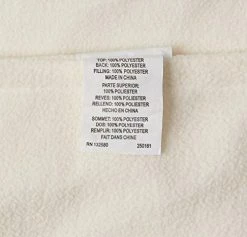 TOP: 100% POLYESTER
BACK: 100% POLYESTER
FILLING: 100% POLYESTER
MADE IN CHINA
PARTE SUPERIOR:
100% POLIESTER
REVES: 100% POLIESTER
RELLENO: 100% POLIESTER
HECHO EN CHINA
SOMMET: 100% POLYESTER
DOS: 100% POLYESTER
REMPLIR: 100% POLYESTER
FAIT DANS CHINE
RN 132580 250181